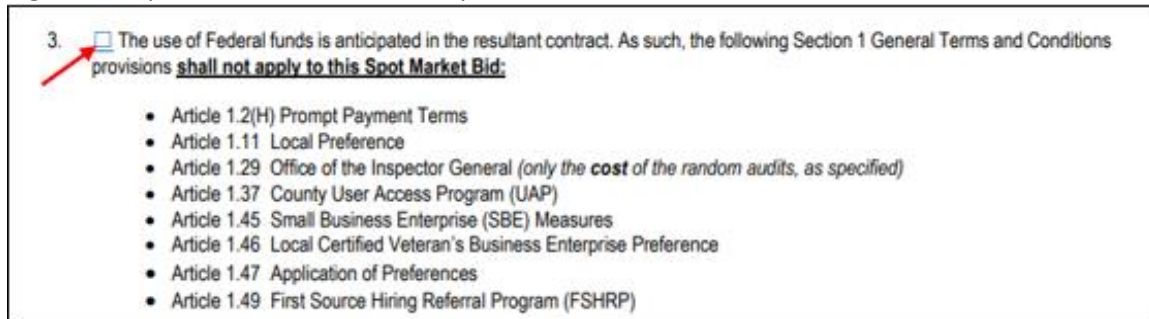 3. ☐ The use of Federal funds is anticipated in the resultant contract. As such, the following Section 1 General Terms and Conditions
provisions shall not apply to this Spot Market Bid:
• Article 1.2(H) Prompt Payment Terms
• Article 1.11 Local Preference
• Article 1.29 Office of the Inspector General (only the cost of the random audits, as specified)
• Article 1.37 County User Access Program (UAP)
• Article 1.45 Small Business Enterprise (SBE) Measures
• Article 1.46 Local Certified Veteran's Business Enterprise Preference
• Article 1.47 Application of Preferences
• Article 1.49 First Source Hiring Referral Program (FSHRP)